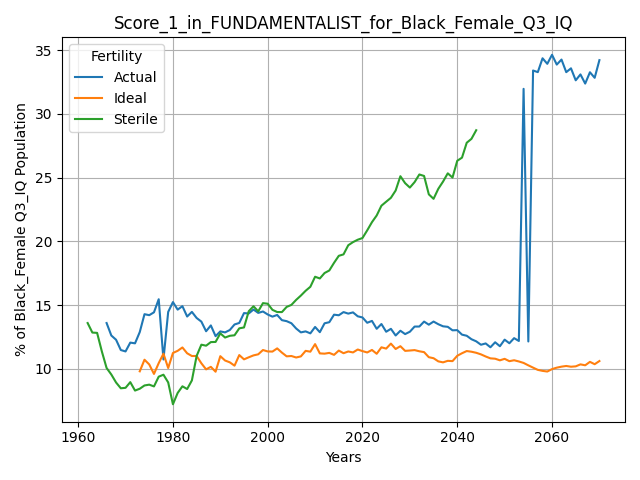 Score_1_in_FUNDAMENTALIST_for_Black_Female_Q3_IQ
Fertility
Actual
Ideal
Sterile
% of Black_Female Q3_IQ Population
35
30
25
20
15
10
1960
1980
2000
2020
2040
2060
Years